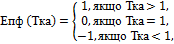 Епф (Тка) = { 1, якщо Тка > 1,
0, якщо Тка = 1,
−1, якщо Тка < 1,